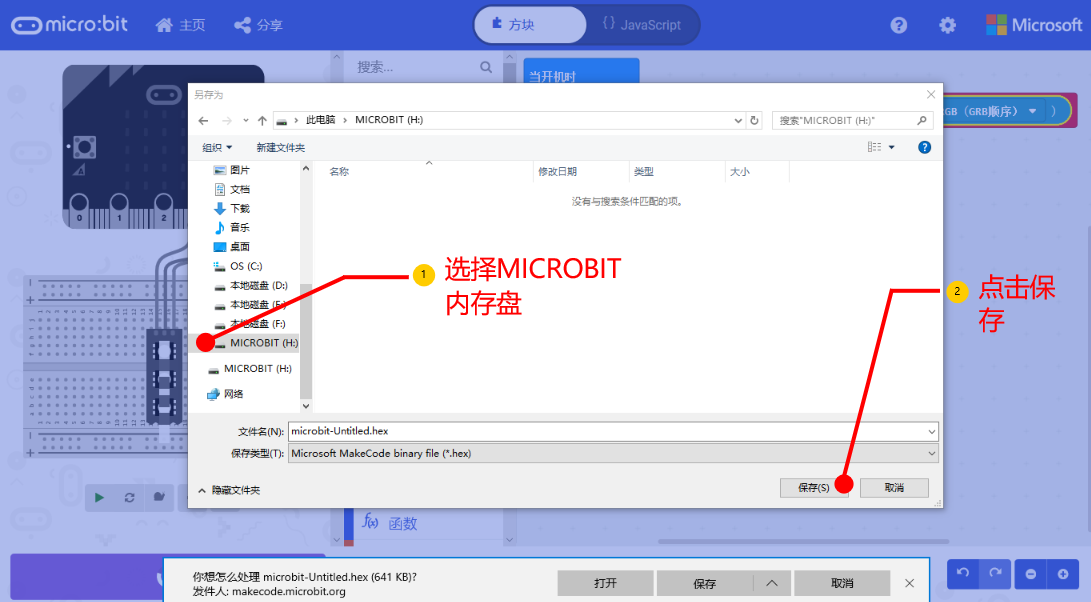 micro:bit
主页
分享
方块
{} JavaScript
?
Microsoft
搜索...
当开机时
GB（GRB顺序）
)
另存为
此电脑 > MICROBIT (H:)
搜索"MICROBIT (H:)"
组织
新建文件夹
?
名称
修改日期
类型
大小
没有与搜索条件匹配的项。
图片
文档
下载
音乐
桌面
OS (C:)
本地磁盘 (D:)
本地磁盘 (E:)
本地磁盘 (F:)
MICROBIT (H:)
MICROBIT (H:)
网络
1
选择MICROBIT
内存盘
2
点击保
存
0
1
2
文件名(N):
microbit-Untitled.hex
保存类型(T):
Microsoft MakeCode binary file (*.hex)
隐藏文件夹
保存(S)
取消
f(x) 函数
你想怎么处理 microbit-Untitled.hex (641 KB)?
发件人: makecode.microbit.org
打开
保存
取消